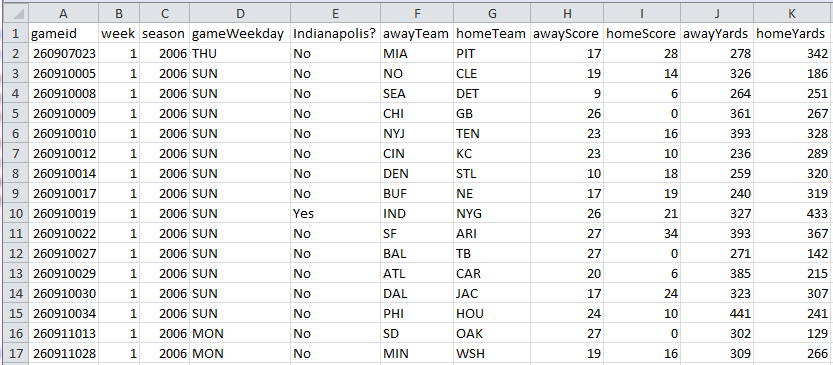 A B C D E F G H I J K
1 gameid week season gameWeekday Indianapolis? awayTeam homeTeam awayScore homeScore awayYards homeYards
2 260907023 1 2006 THU No MIA PIT 17 28 278 342
3 260910005 1 2006 SUN No NO CLE 19 14 326 186
4 260910008 1 2006 SUN No SEA DET 9 6 264 251
5 260910009 1 2006 SUN No CHI GB 26 0 361 267
6 260910010 1 2006 SUN No NYJ TEN 23 16 393 328
7 260910012 1 2006 SUN No CIN KC 23 10 236 289
8 260910014 1 2006 SUN No DEN STL 10 18 259 320
9 260910017 1 2006 SUN No BUF NE 17 19 240 319
10 260910019 1 2006 SUN Yes IND NYG 26 21 327 433
11 260910022 1 2006 SUN No SF ARI 27 34 393 367
12 260910027 1 2006 SUN No BAL TB 27 0 271 142
13 260910029 1 2006 SUN No ATL CAR 20 6 385 215
14 260910030 1 2006 SUN No DAL JAC 17 24 323 307
15 260910034 1 2006 SUN No PHI HOU 24 10 441 241
16 260911013 1 2006 MON No SD OAK 27 0 302 129
17 260911028 1 2006 MON No MIN WSH 19 16 309 266